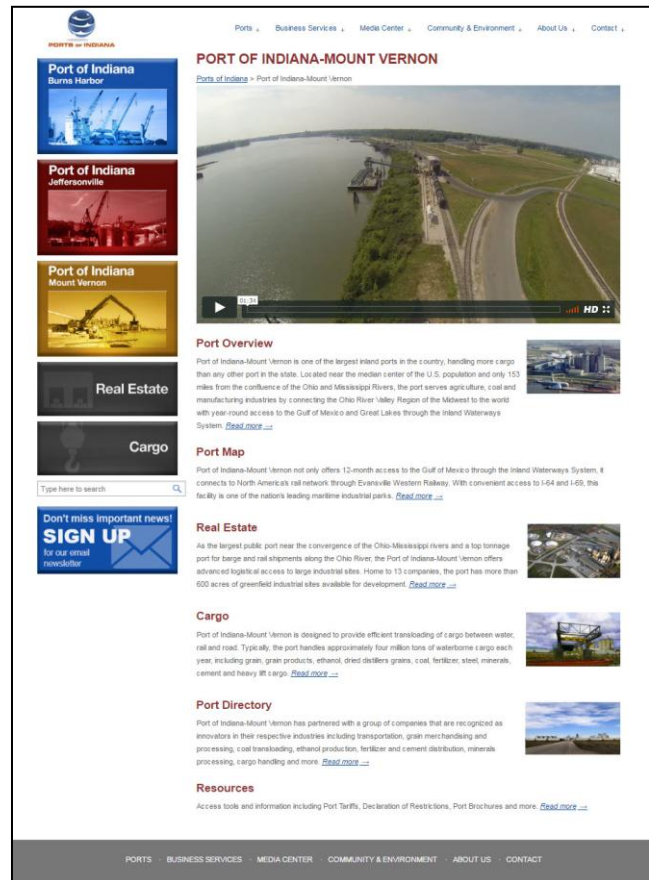 PORTS OF INDIANA
Ports
Business Services
Media Center
Community & Environment
About Us
Contact
Port of Indiana
Burns Harbor
Port of Indiana
Jeffersonville
Port of Indiana
Mount Vernon
Real Estate
Cargo
Type here to search
Don't miss important news!
SIGN UP
for our email
newsletter
PORT OF INDIANA-MOUNT VERNON
Ports of Indiana > Port of Indiana-Mount Vernon
01:34
HD
Port Overview
Port of Indiana-Mount Vernon is one of the largest inland ports in the country, handling more cargo
than any other port in the state. Located near the median center of the U.S. population and only 153
miles from the confluence of the Ohio and Mississippi Rivers, the port serves agriculture, coal and
manufacturing industries by connecting the Ohio River Valley Region of the Midwest to the world
with year-round access to the Gulf of Mexico and Great Lakes through the Inland Waterways
System. Read more →
Port Map
Port of Indiana-Mount Vernon not only offers 12-month access to the Gulf of Mexico through the Inland Waterways System, it
connects to North America's rail network through Evansville Western Railway. With convenient access to I-64 and I-69, this
facility is one of the nation's leading maritime industrial parks. Read more →
Real Estate
As the largest public port near the convergence of the Ohio-Mississippi rivers and a top tonnage
port for barge and rail shipments along the Ohio River, the Port of Indiana-Mount Vernon offers
advanced logistical access to large industrial sites. Home to 13 companies, the port has more than
600 acres of greenfield industrial sites available for development. Read more →
Cargo
Port of Indiana-Mount Vernon is designed to provide efficient transloading of cargo between water,
rail and road. Typically, the port handles approximately four million tons of waterborne cargo each
year, including grain, grain products, ethanol, dried distillers grains, coal, fertilizer, steel, minerals,
cement and heavy lift cargo. Read more →
Port Directory
Port of Indiana-Mount Vernon has partnered with a group of companies that are recognized as
innovators in their respective industries including transportation, grain merchandising and
processing, coal transloading, ethanol production, fertilizer and cement distribution, minerals
processing, cargo handling and more. Read more →
Resources
Access tools and information including Port Tariffs, Declaration of Restrictions, Port Brochures and more. Read more →
PORTS · BUSINESS SERVICES · MEDIA CENTER · COMMUNITY & ENVIRONMENT · ABOUT US · CONTACT